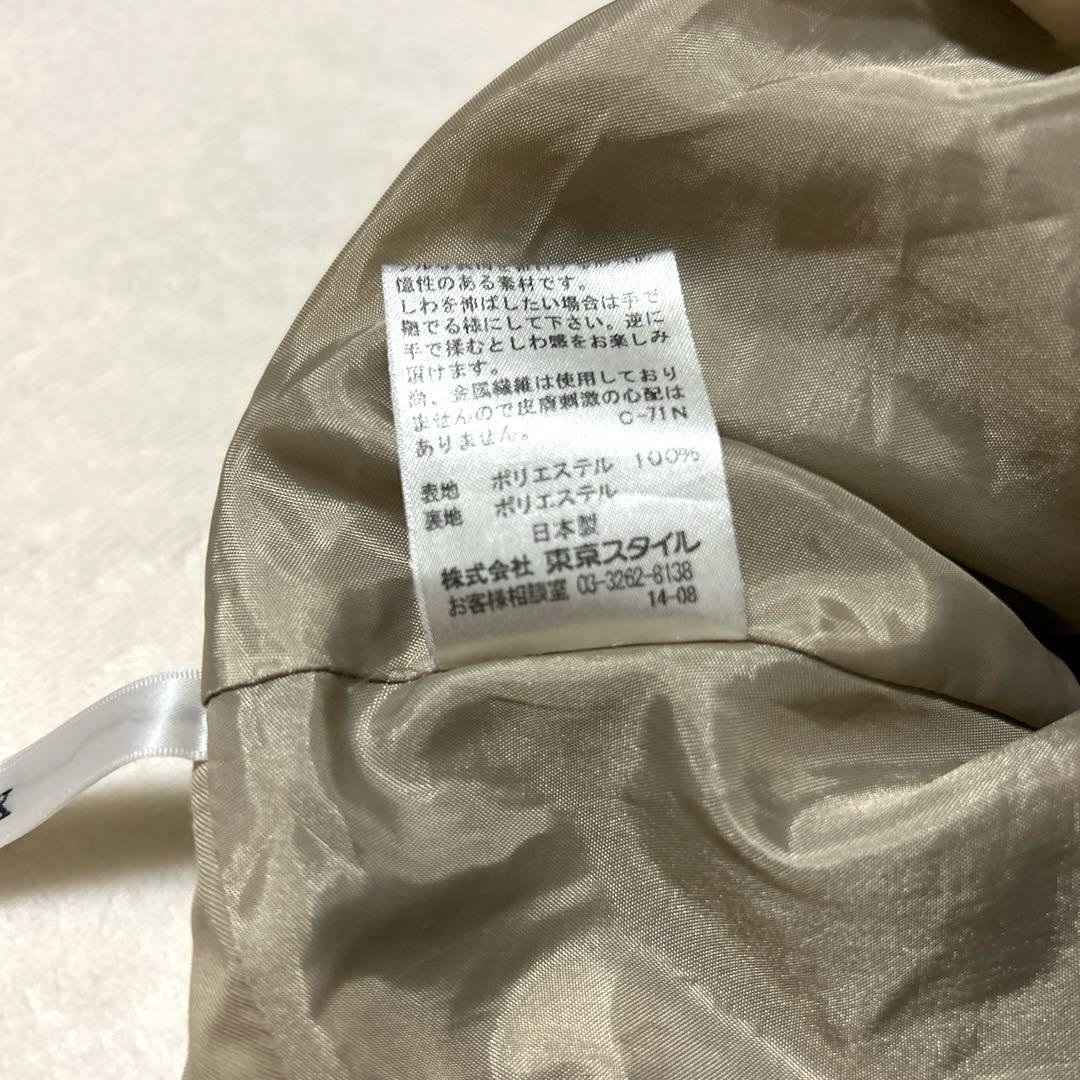 憶性のある素材です。
しわを伸ばしたい場合は手で
撫でる様にして下さい。逆に
手で揉むとしわ感をお楽しみ
頂けます。
尚、金属繊維は使用しており
ませんので皮膚刺激の心配は
ありません。 C-71N
表地 ポリエステル 100%
裏地 ポリエステル
日本製
株式会社 東京スタイル
お客様相談室 03-3262-8138
14-08